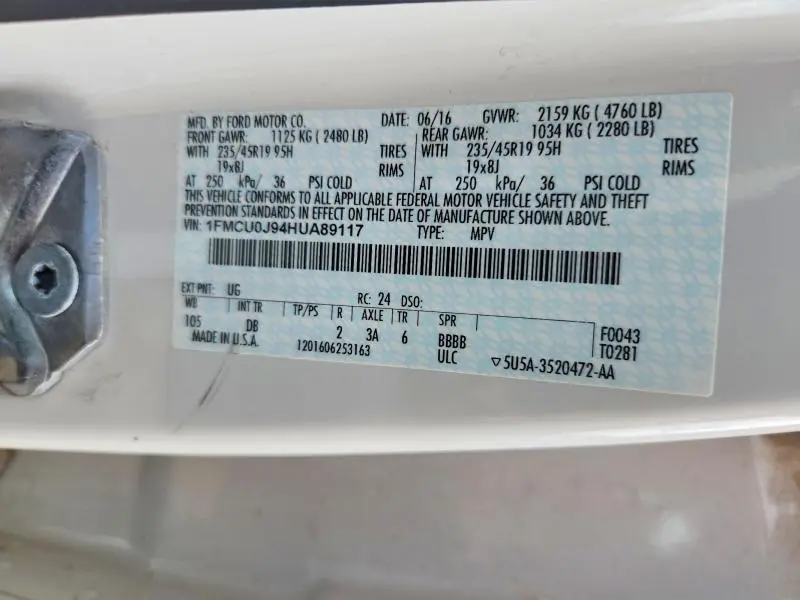 MFD. BY FORD MOTOR CO. DATE: 06/16 GVWR: 2159 KG ( 4760 LB)
FRONT GAWR: 1125 KG ( 2480 LB) REAR GAWR: 1034 KG ( 2280 LB)
WITH 235/45R19 95H TIRES WITH 235/45R19 95H TIRES
19x8J RIMS 19x8J RIMS
AT 250 kPa/ 36 PSI COLD AT 250 kPa/ 36 PSI COLD
THIS VEHICLE CONFORMS TO ALL APPLICABLE FEDERAL MOTOR VEHICLE SAFETY AND THEFT
PREVENTION STANDARDS IN EFFECT ON THE DATE OF MANUFACTURE SHOWN ABOVE.
VIN: 1FMCU0J94HUA89117 TYPE: MPV
EXT PNT: UG RC: 24 DSO:
WB INT TR TP/PS R AXLE TR SPR
105 DB 2 3A 6 BBBB F0043
MADE IN U.S.A. 1201606253163 ULC T0281
▽5U5A-3520472-AA